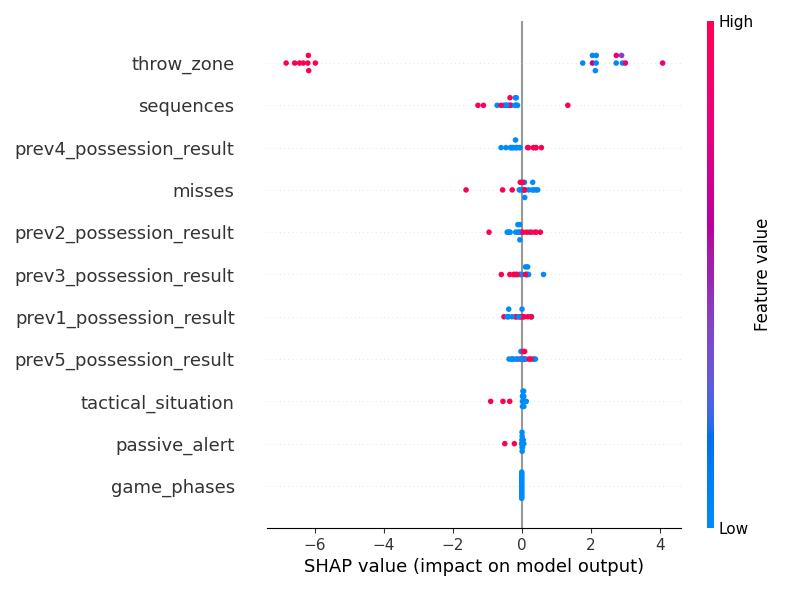 High
throw_zone
sequences
prev4_possession_result
misses
prev2_possession_result
prev3_possession_result
prev1_possession_result
prev5_possession_result
tactical_situation
passive_alert
game_phases
Feature value
Low
−6 −4 −2 0 2 4
SHAP value (impact on model output)